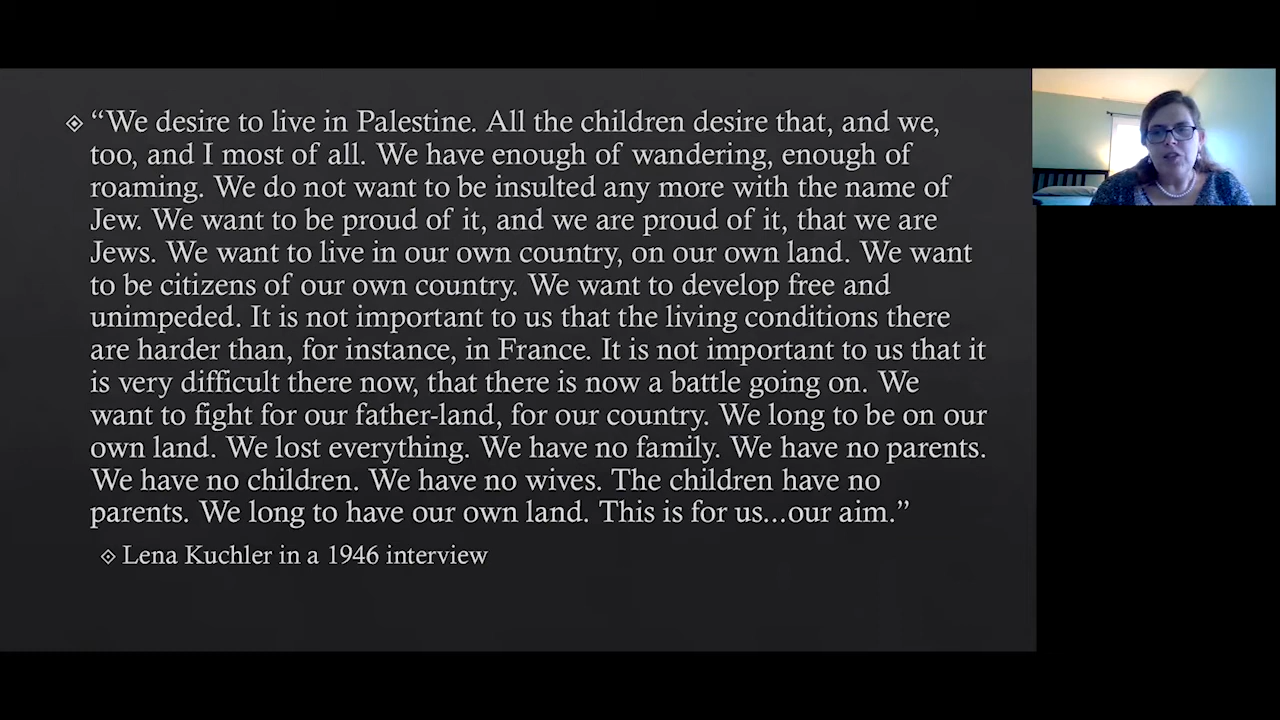 “We desire to live in Palestine. All the children desire that, and we,
too, and I most of all. We have enough of wandering, enough of
roaming. We do not want to be insulted any more with the name of
Jew. We want to be proud of it, and we are proud of it, that we are
Jews. We want to live in our own country, on our own land. We want
to be citizens of our own country. We want to develop free and
unimpeded. It is not important to us that the living conditions there
are harder than, for instance, in France. It is not important to us that it
is very difficult there now, that there is now a battle going on. We
want to fight for our father-land, for our country. We long to be on our
own land. We lost everything. We have no family. We have no parents.
We have no children. We have no wives. The children have no
parents. We long to have our own land. This is for us...our aim.”
Lena Kuchler in a 1946 interview